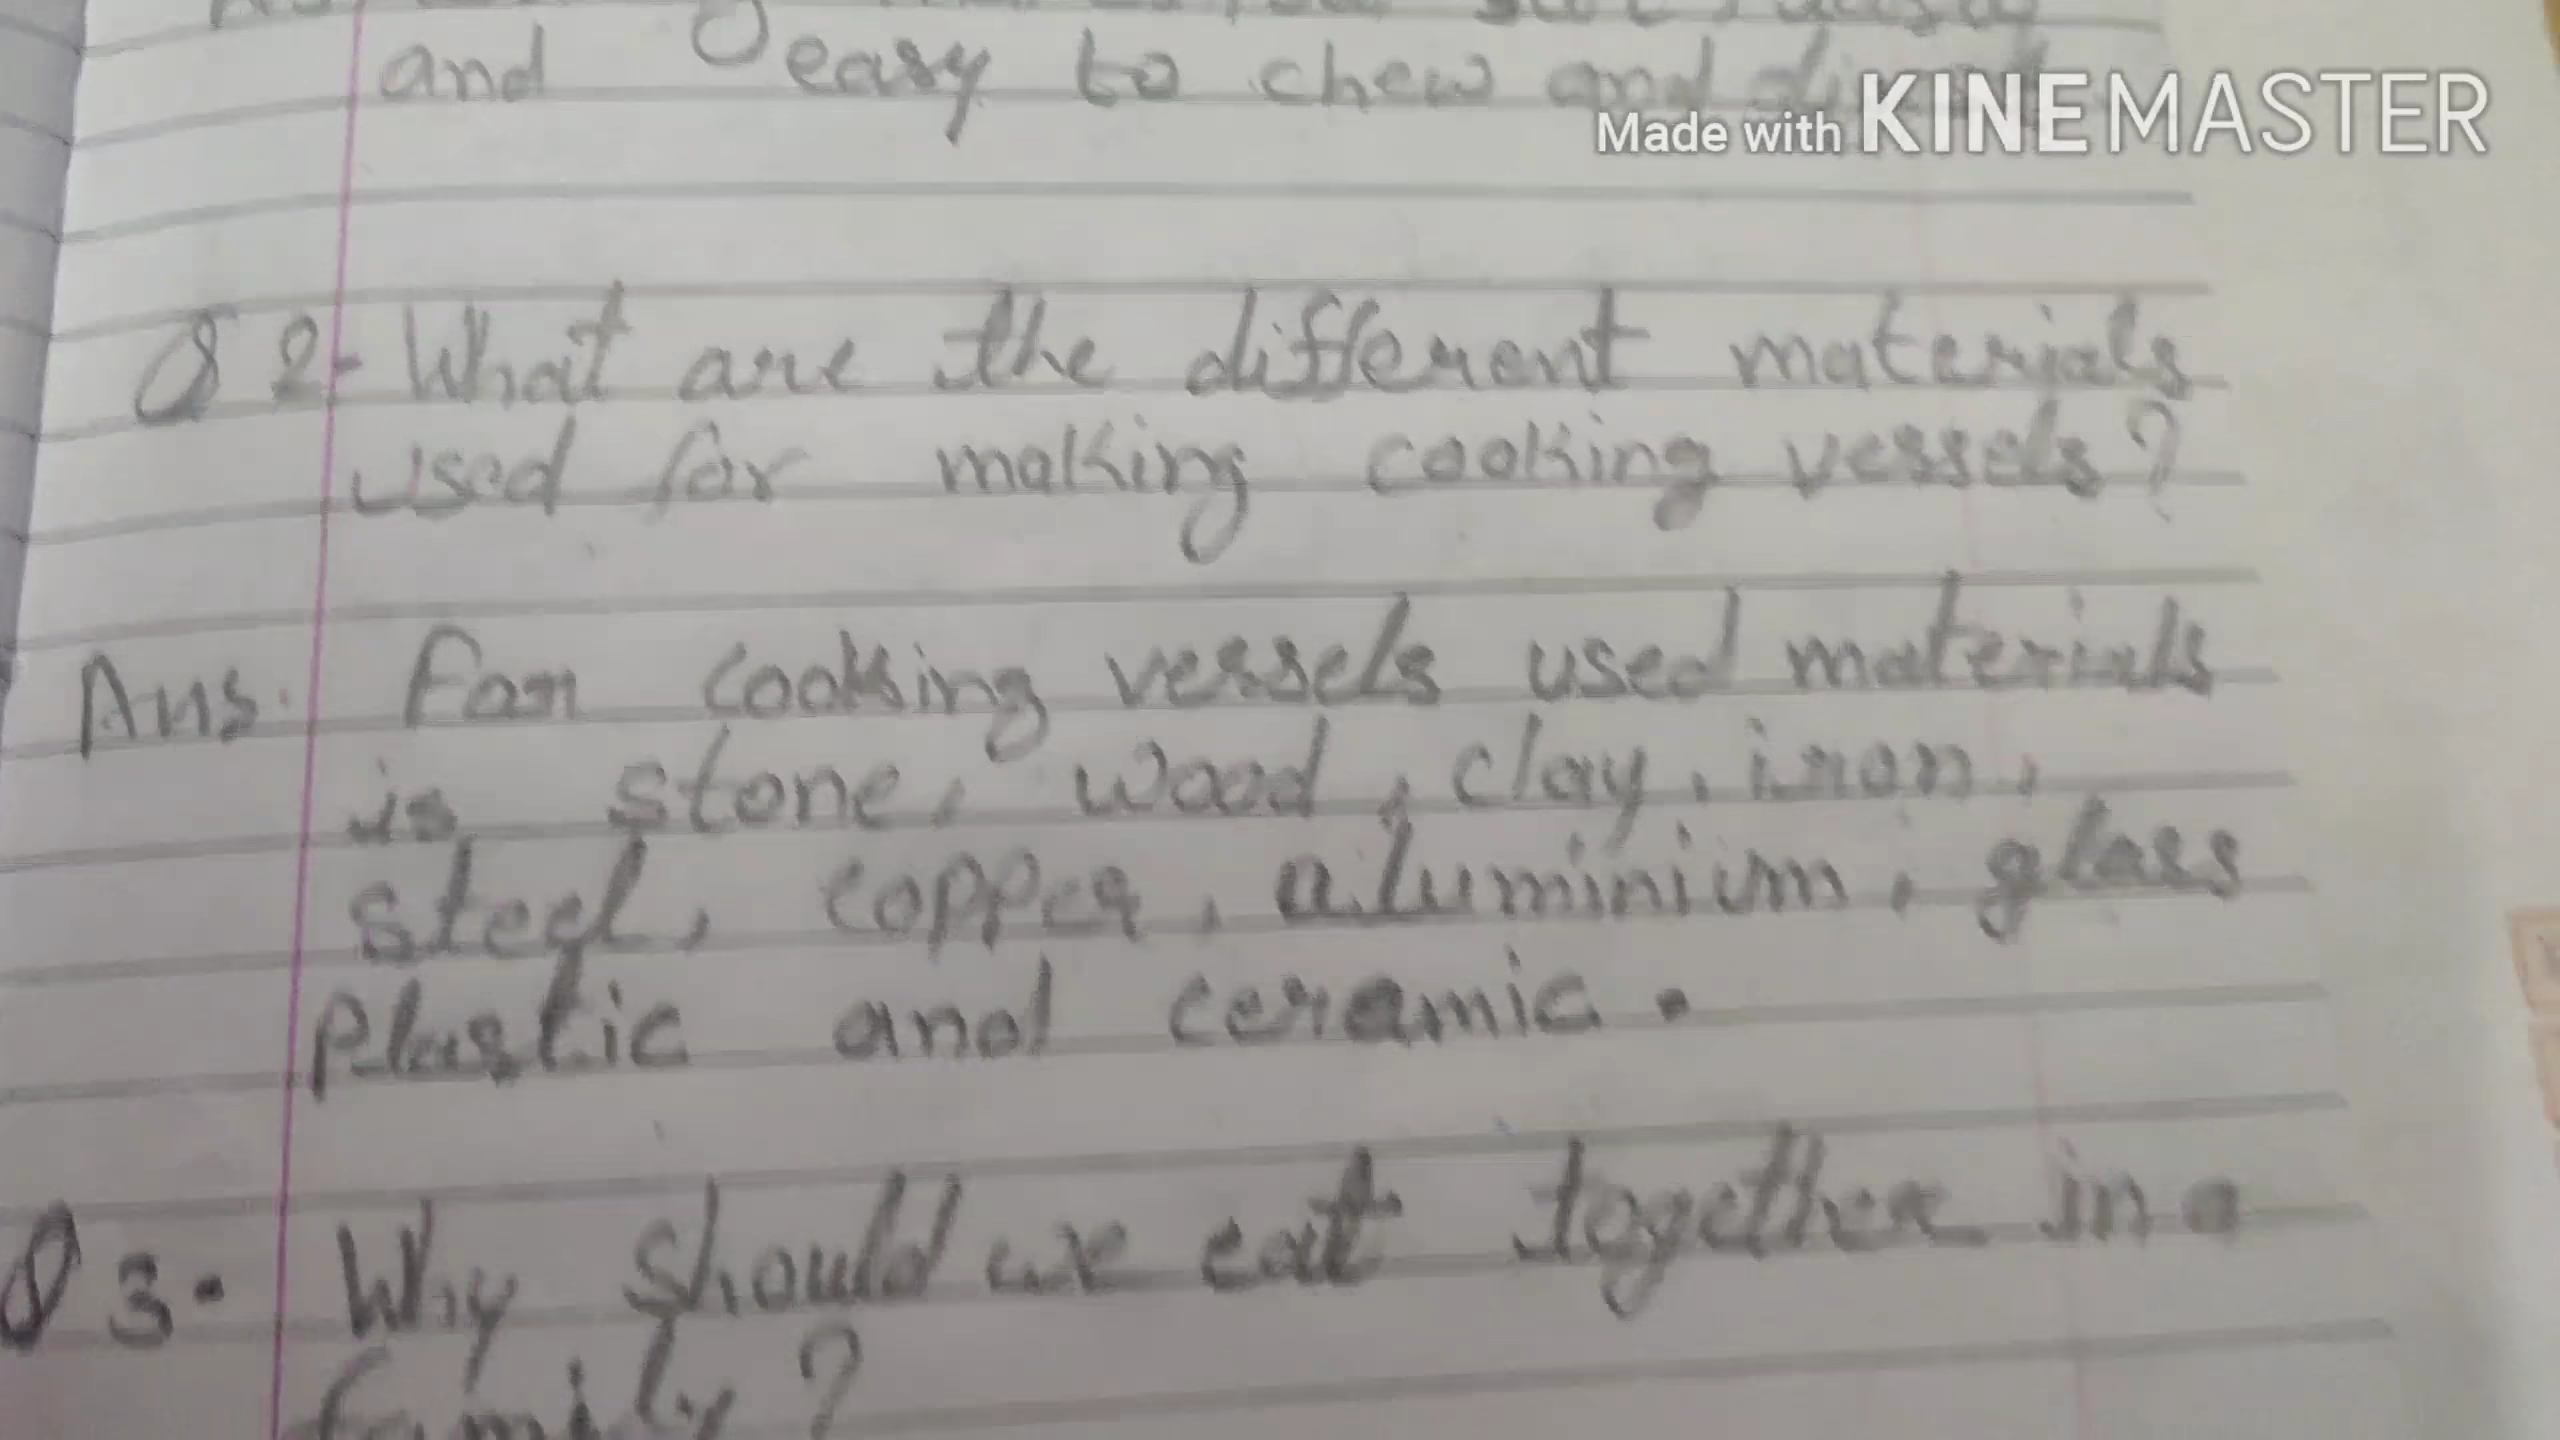 and easy to chew and
Made with KINEMASTER
Q 2- What are the different materials
used for making cooking vessels?
Ans. For cooking vessels used materials
is stone, wood, clay, iron,
steel, copper, aluminium, glass
Plastic and ceramic.
Q 3. Why should we eat together in a
family?